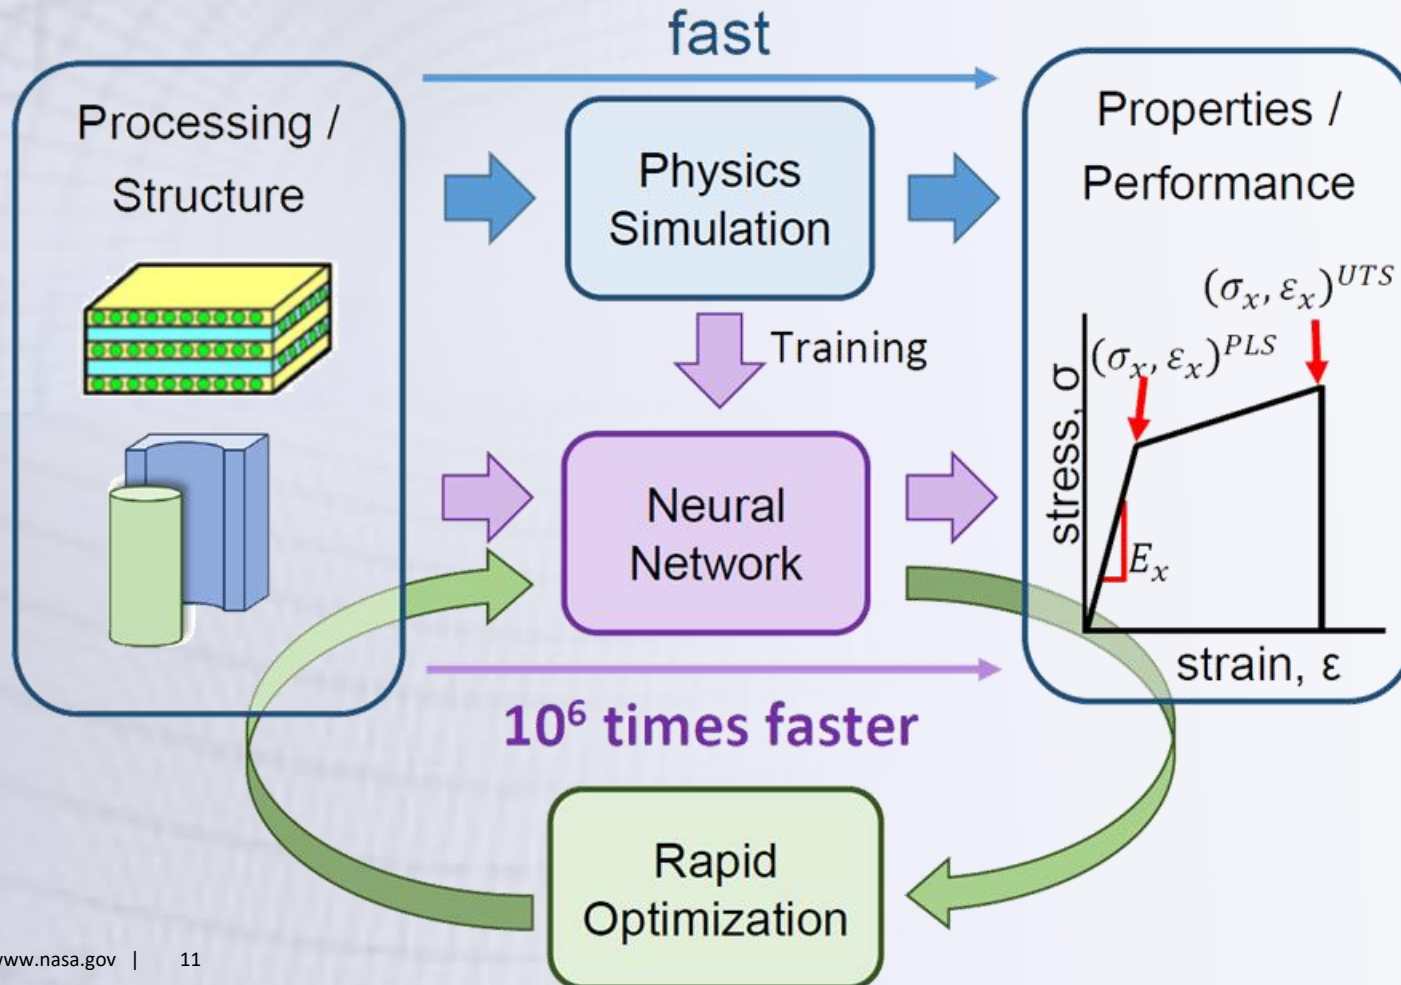 fast
Processing /
Structure
Physics
Simulation
Properties /
Performance
(σₓ, εₓ)ᵁᵀˢ
(σₓ, εₓ)ᴾᴸˢ
stress, σ
Eₓ
strain, ε
Training
Neural
Network
10⁶ times faster
Rapid
Optimization
www.nasa.gov | 11